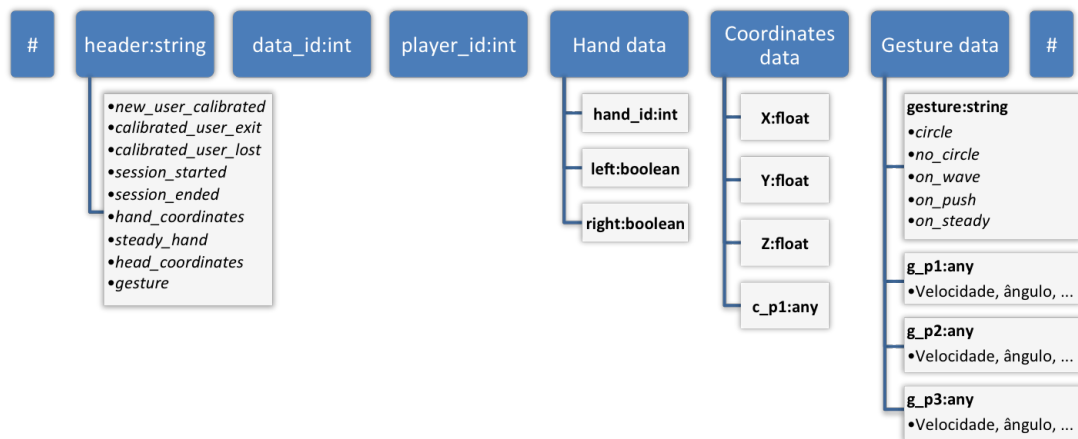 #
header:string
•new_user_calibrated
•calibrated_user_exit
•calibrated_user_lost
•session_started
•session_ended
•hand_coordinates
•steady_hand
•head_coordinates
•gesture
data_id:int
player_id:int
Hand data
hand_id:int
left:boolean
right:boolean
Coordinates
data
X:float
Y:float
Z:float
c_p1:any
Gesture data
gesture:string
•circle
•no_circle
•on_wave
•on_push
•on_steady
g_p1:any
•Velocidade, ângulo, ...
g_p2:any
•Velocidade, ângulo, ...
g_p3:any
•Velocidade, ângulo, ...
#